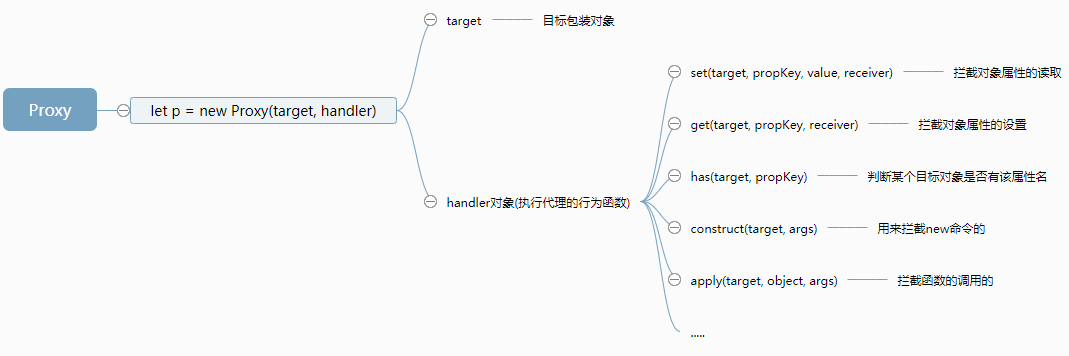 Proxy
let p = new Proxy(target, handler)
target
目标包装对象
handler对象(执行代理的行为函数)
set(target, propKey, value, receiver)
拦截对象属性的读取
get(target, propKey, receiver)
拦截对象属性的设置
has(target, propKey)
判断某个目标对象是否有该属性名
construct(target, args)
用来拦截new命令的
apply(target, object, args)
拦截函数的调用的
.....